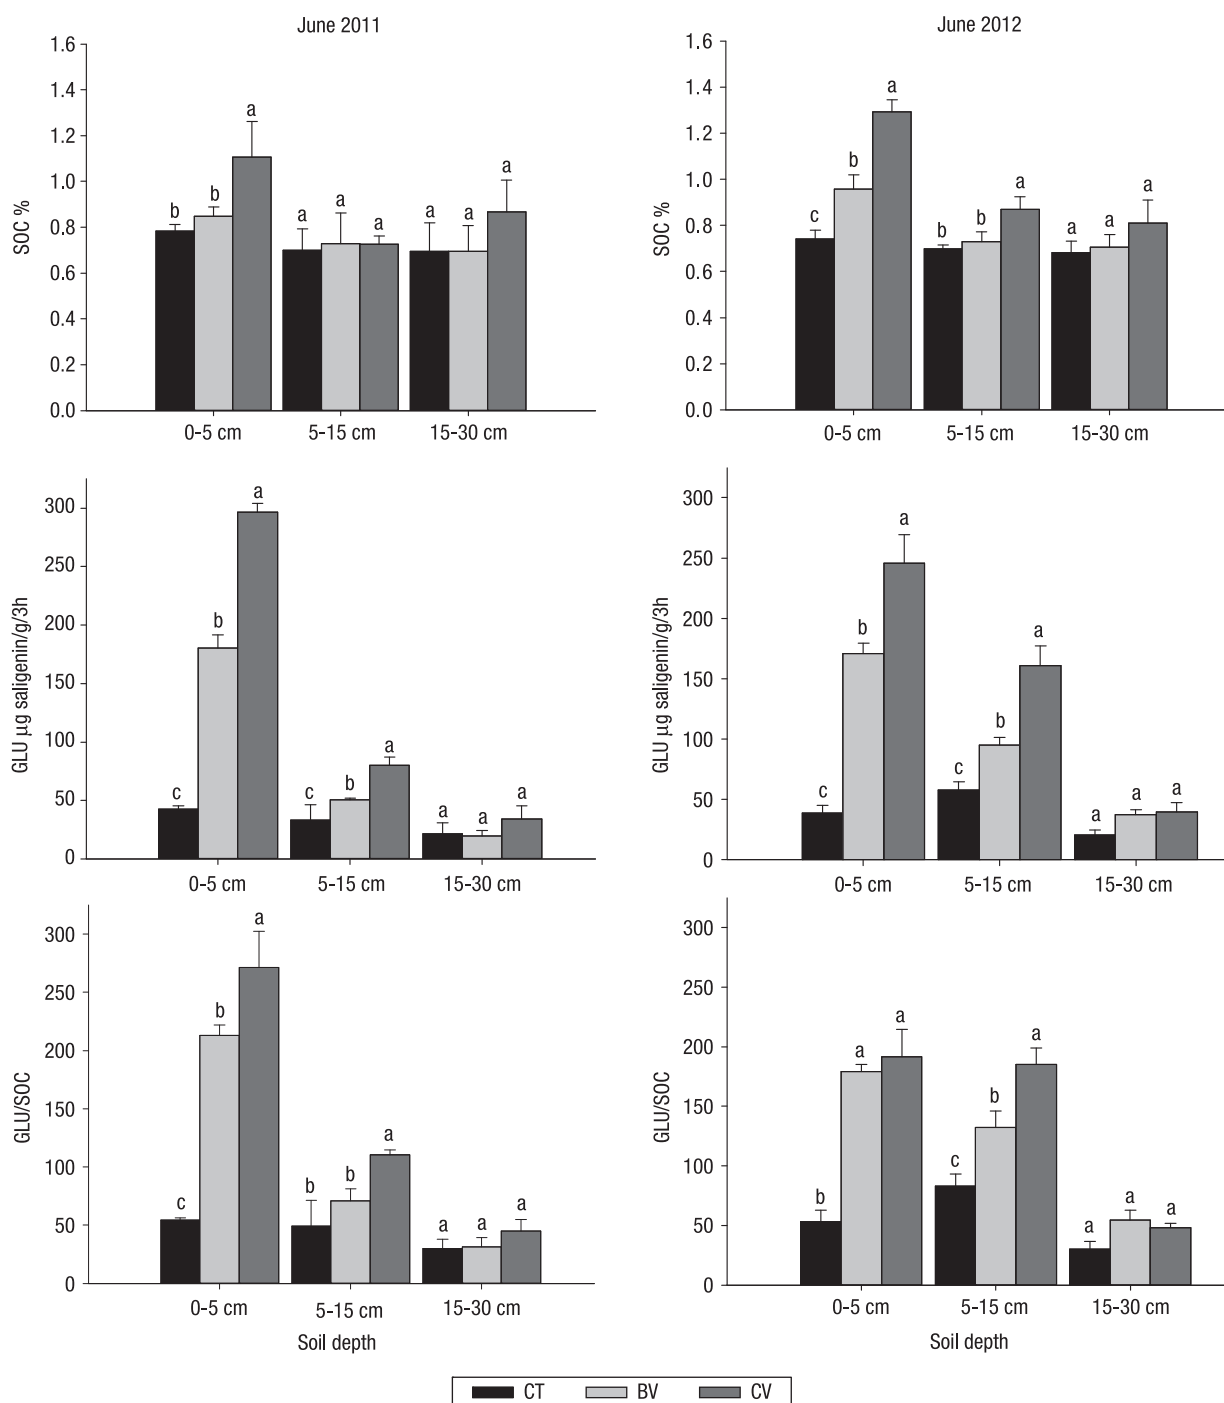 June 2011
1.6
1.4
1.2
1.0
0.8
0.6
0.4
0.2
0.0
SOC %
b b a a a a a a a
0-5 cm 5-15 cm 15-30 cm
June 2012
1.6
1.4
1.2
1.0
0.8
0.6
0.4
0.2
0.0
SOC %
c b a b b a a a a
0-5 cm 5-15 cm 15-30 cm
300
250
200
150
100
50
0
GLU µg saligenin/g/3h
c b a c b a a a a
0-5 cm 5-15 cm 15-30 cm
300
250
200
150
100
50
0
GLU µg saligenin/g/3h
c b a c b a a a a
0-5 cm 5-15 cm 15-30 cm
300
250
200
150
100
50
0
GLU/SOC
c b a b b a a a a
0-5 cm 5-15 cm 15-30 cm
Soil depth
300
250
200
150
100
50
0
GLU/SOC
b a a c b a a a a
0-5 cm 5-15 cm 15-30 cm
Soil depth
CT BV CV